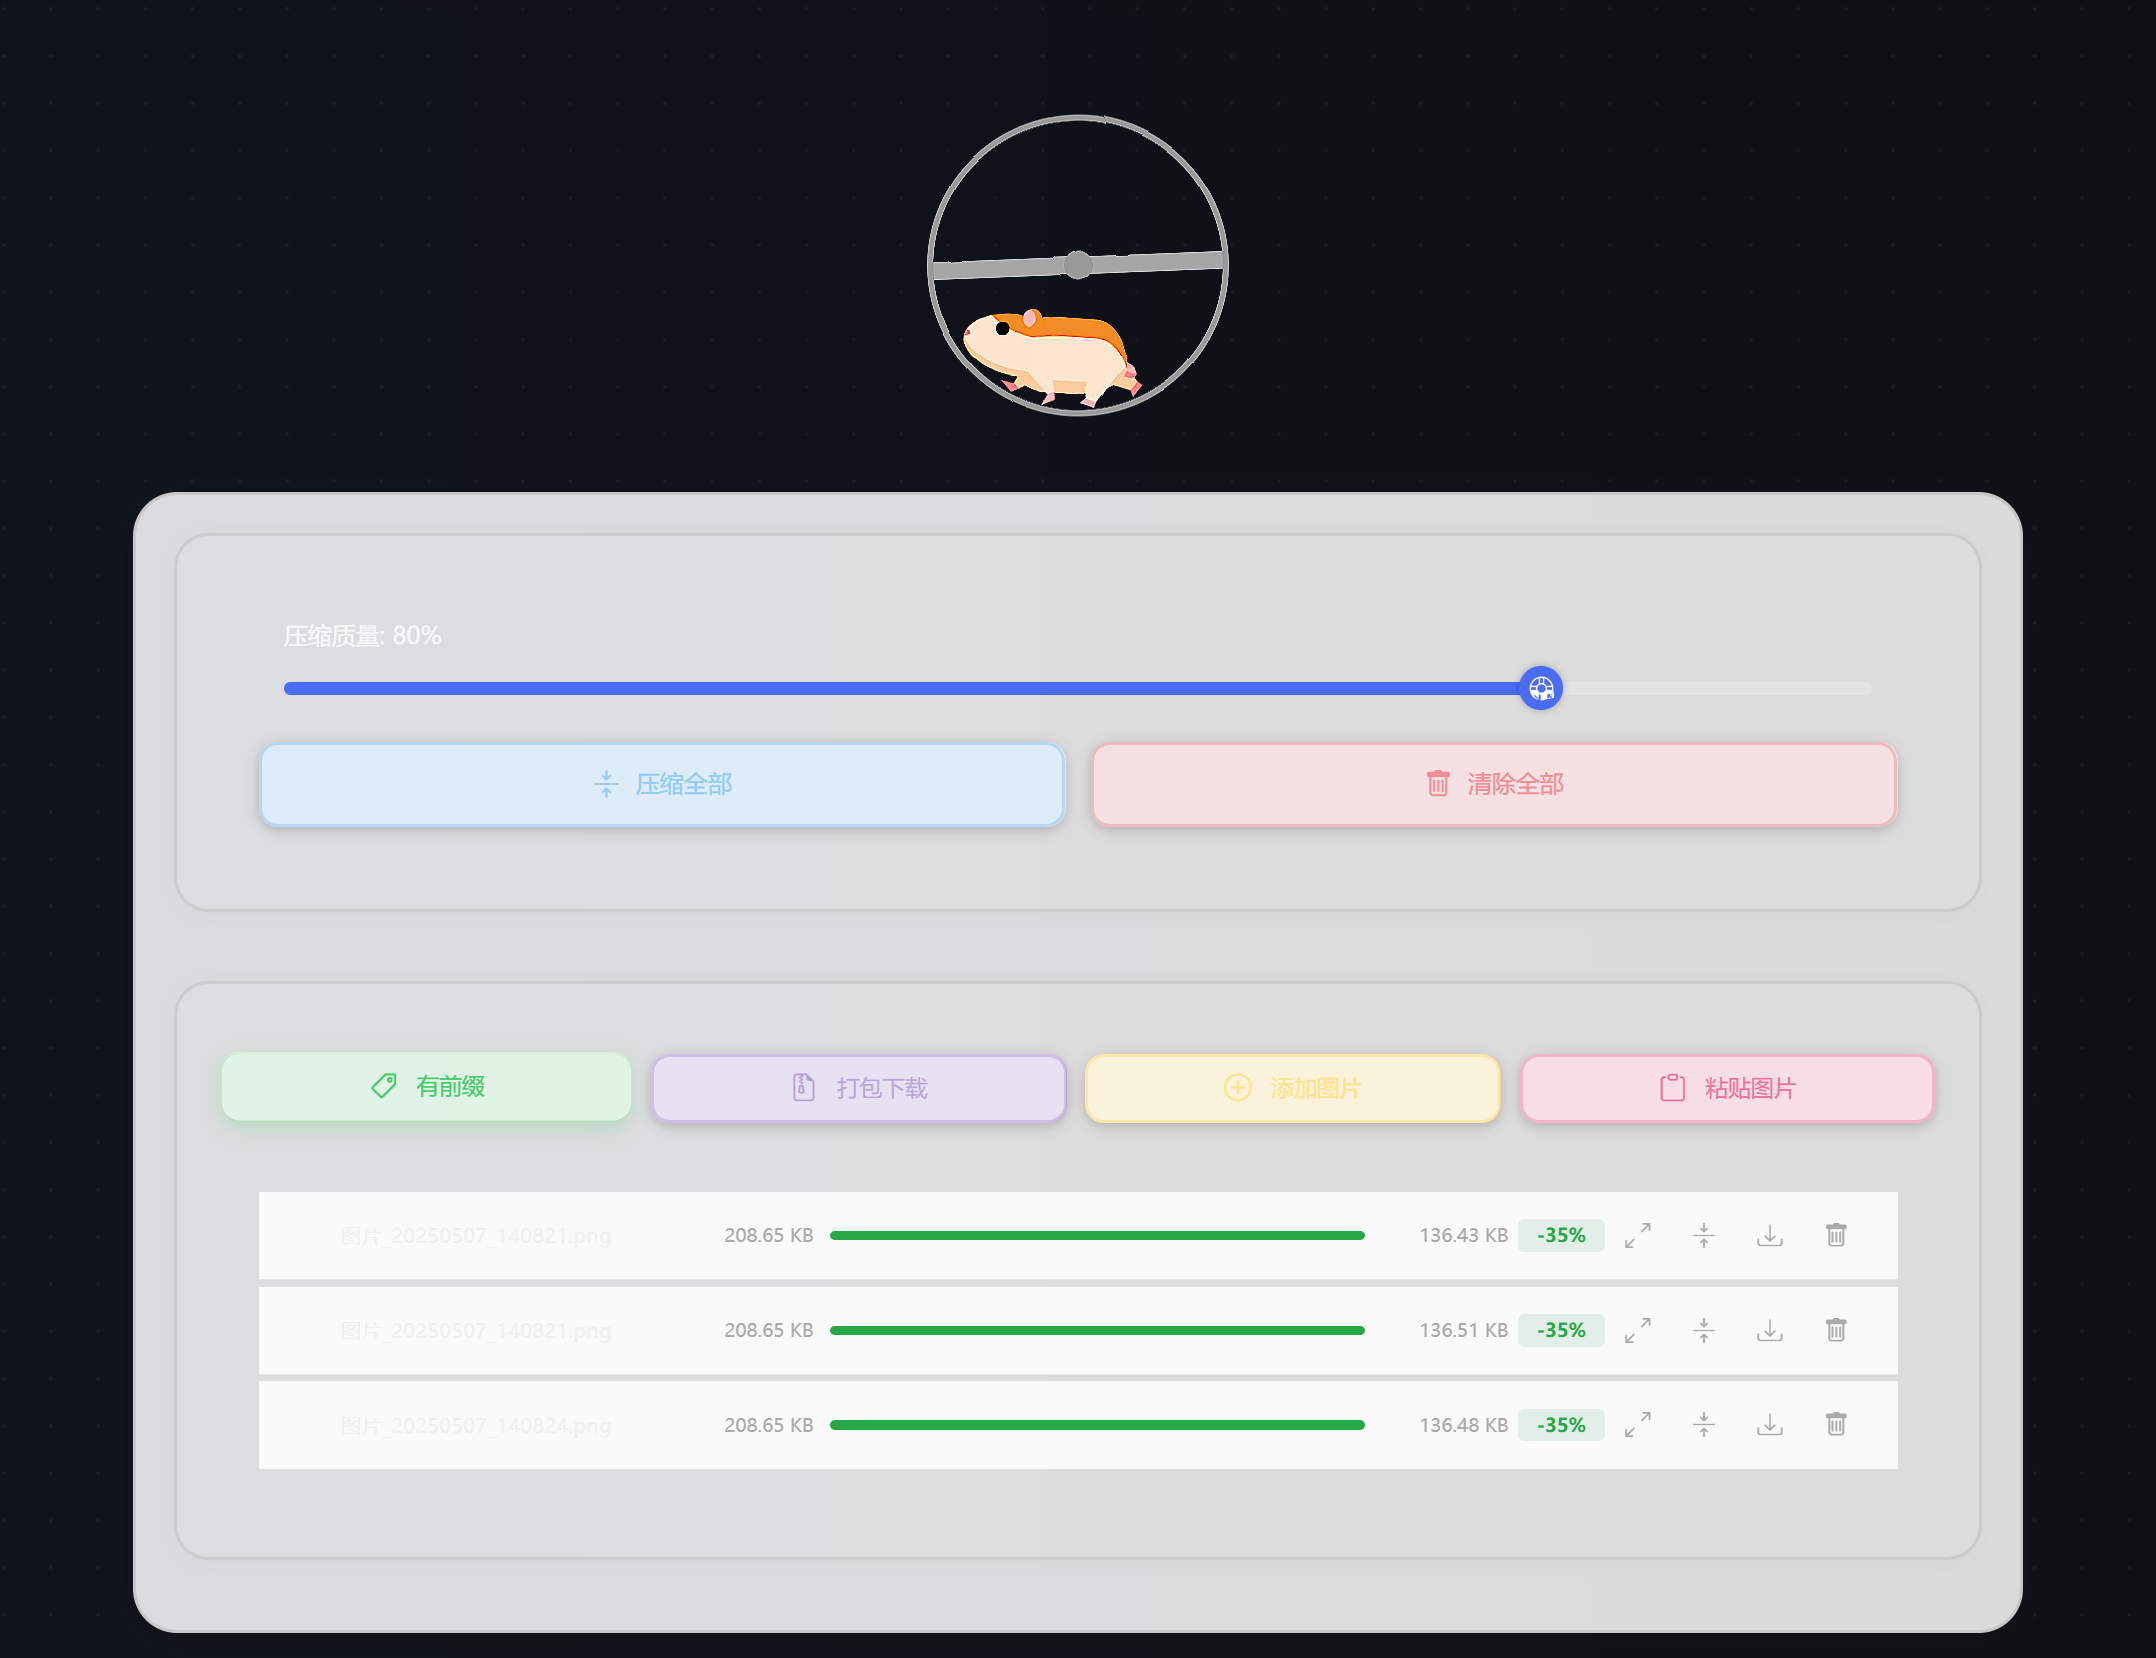 压缩质量: 80%
压缩全部
清除全部
有前缀
打包下载
添加图片
粘贴图片
图片_20250507_140821.png 208.65 KB 136.43 KB -35%
图片_20250507_140821.png 208.65 KB 136.51 KB -35%
图片_20250507_140824.png 208.65 KB 136.48 KB -35%